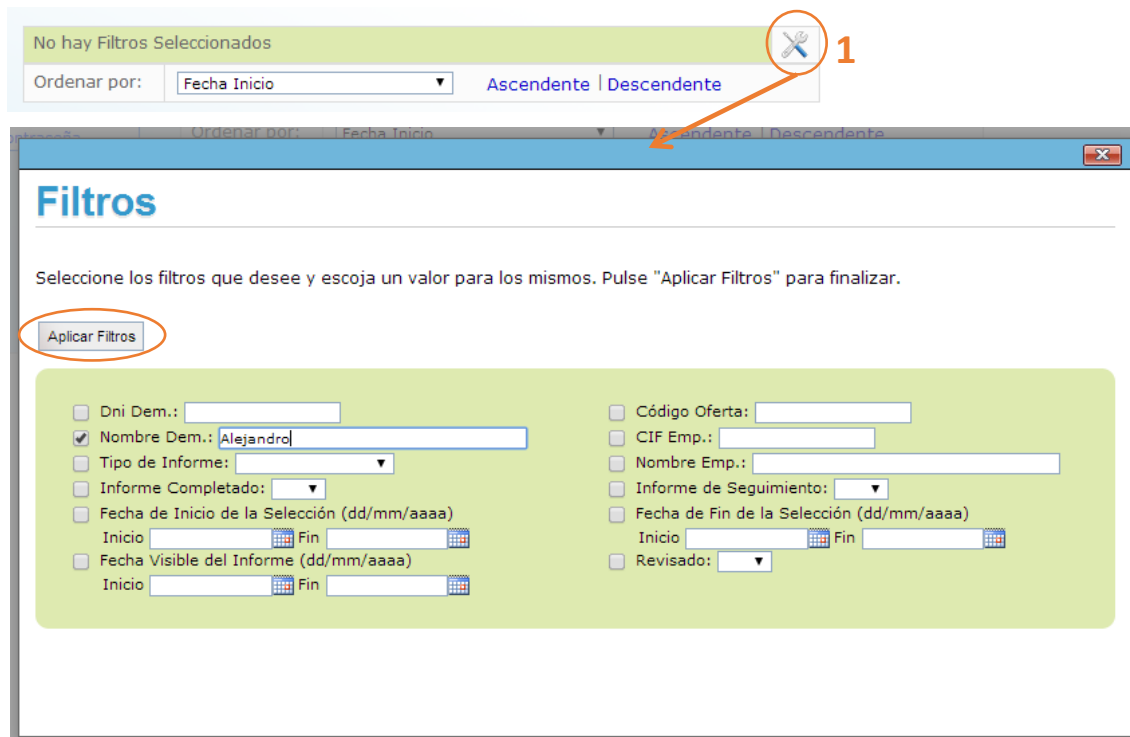 No hay Filtros Seleccionados
1
Ordenar por: Fecha Inicio Ascendente | Descendente
Ordenar por: Fecha Inicio Ascendente | Descendente
Filtros
Seleccione los filtros que desee y escoja un valor para los mismos. Pulse "Aplicar Filtros" para finalizar.
Aplicar Filtros
Dni Dem.: Código Oferta:
Nombre Dem.: Alejandro CIF Emp.:
Tipo de Informe: Nombre Emp.:
Informe Completado: Informe de Seguimiento:
Fecha de Inicio de la Selección (dd/mm/aaaa) Fecha de Fin de la Selección (dd/mm/aaaa)
Inicio Fin Inicio Fin
Fecha Visible del Informe (dd/mm/aaaa) Revisado:
Inicio Fin